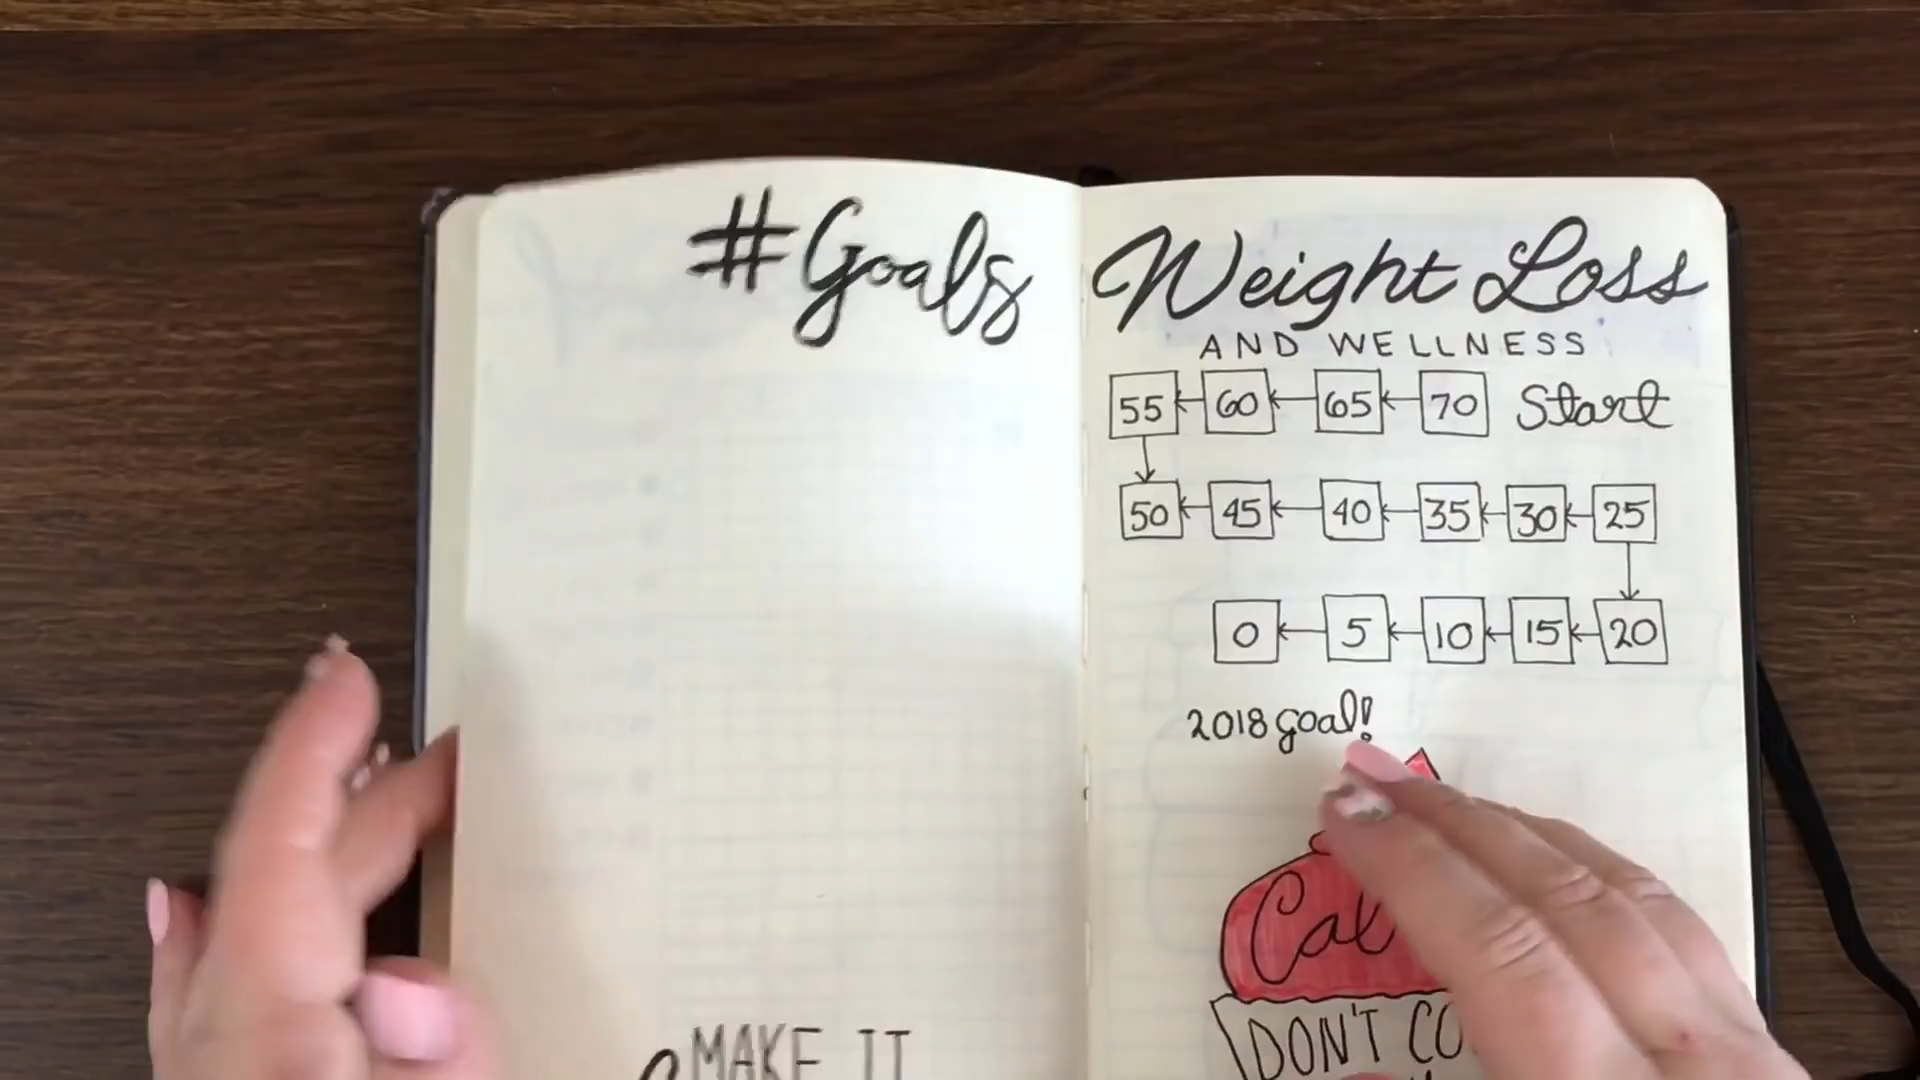 #Goals
MAKE IT
Weight Loss
AND WELLNESS
55 60 65 70 Start
50 45 40 35 30 25
0 5 10 15 20
2018 goal!
DON'T